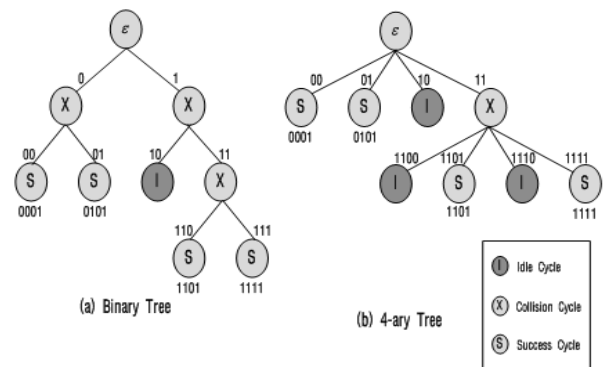 ε
0
1
X
X
00
01
10
11
S
S
I
X
0001
0101
110
111
S
S
1101
1111
(a) Binary Tree
ε
00
01
10
11
S
S
I
X
0001
0101
1100
1101
1110
1111
I
S
I
S
1101
1111
(b) 4-ary Tree
I Idle Cycle
X Collision Cycle
S Success Cycle